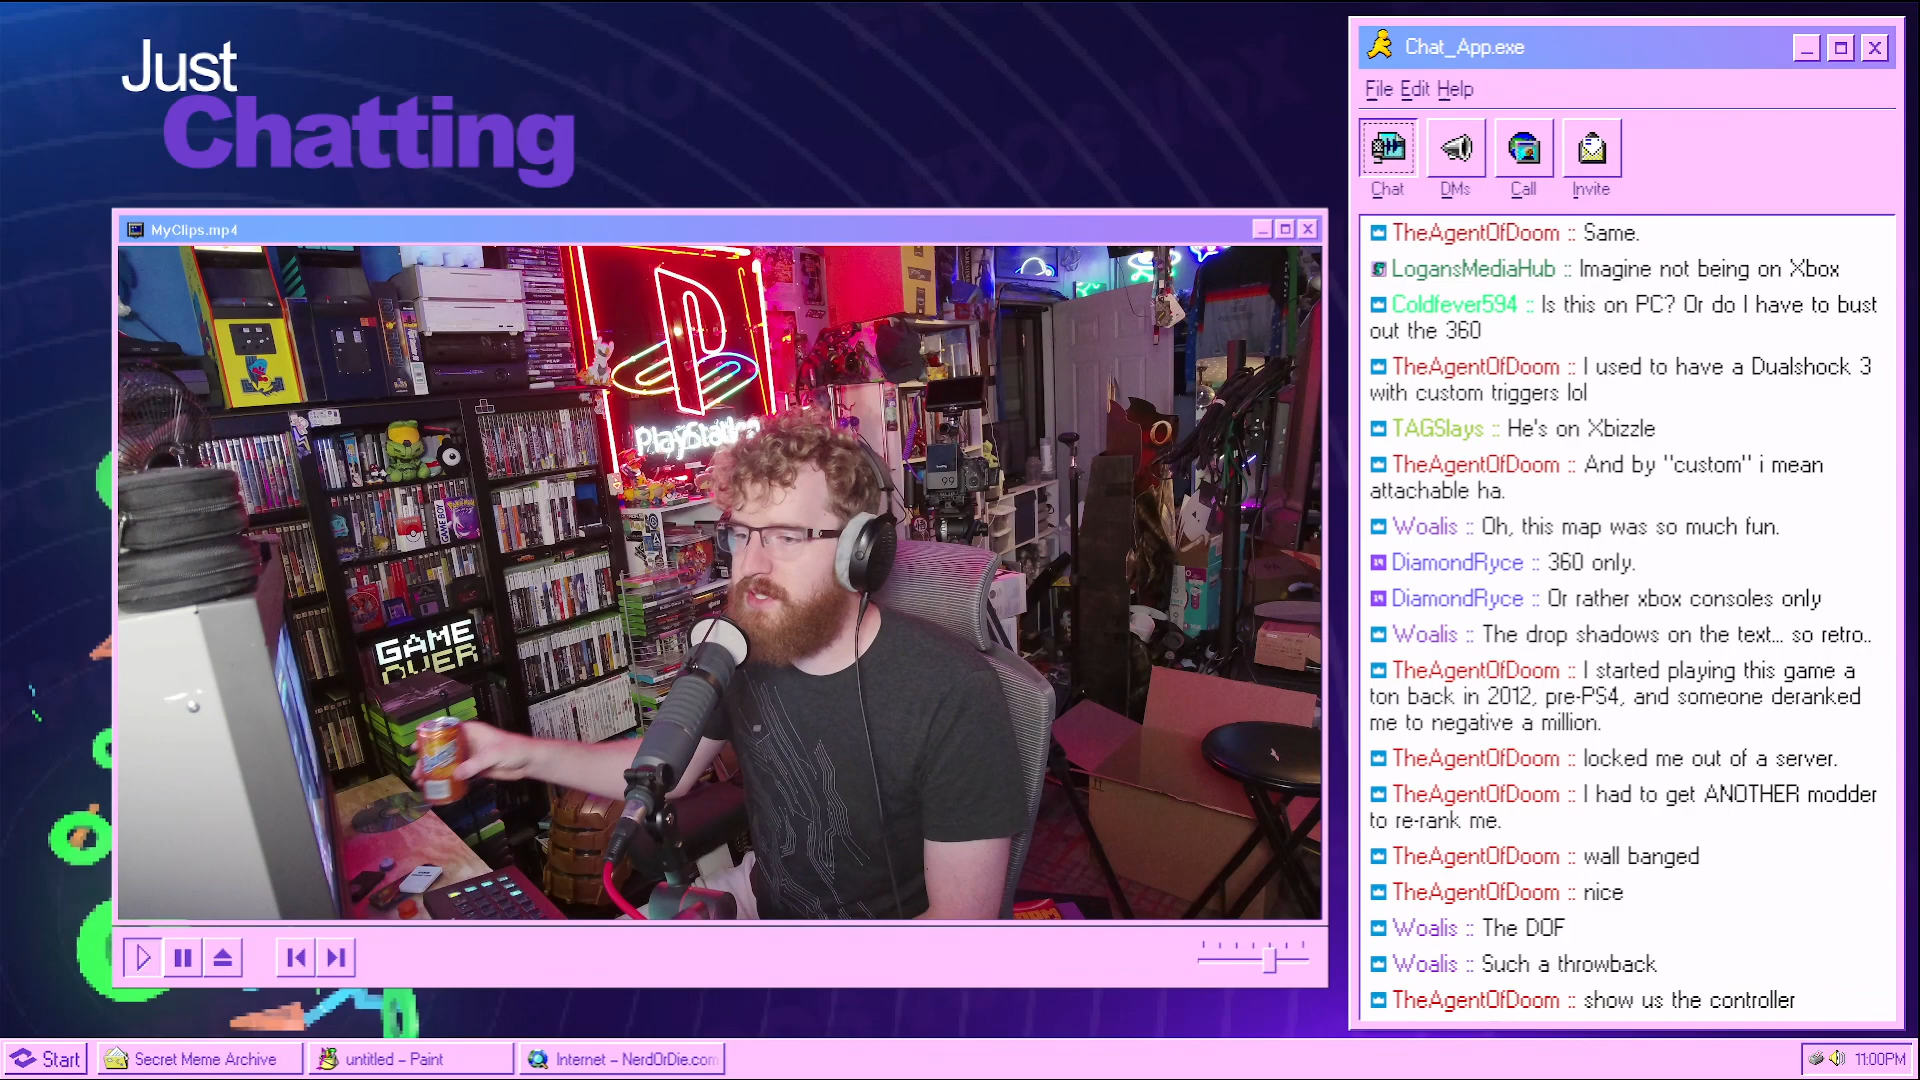 Just
Chatting
MyClips.mp4
PlayStation
GAME BOY
GAME
OVER
99
Chat_App.exe
File Edit Help
Chat DMs Call Invite
TheAgentOfDoom :: Same.
LogansMediaHub :: Imagine not being on Xbox
Coldfever594 :: Is this on PC? Or do I have to bust
out the 360
TheAgentOfDoom :: I used to have a Dualshock 3
with custom triggers lol
TAGSlays :: He's on Xbizzle
TheAgentOfDoom :: And by "custom" i mean
attachable ha.
Woalis :: Oh, this map was so much fun.
DiamondRyce :: 360 only.
DiamondRyce :: Or rather xbox consoles only
Woalis :: The drop shadows on the text... so retro..
TheAgentOfDoom :: I started playing this game a
ton back in 2012, pre-PS4, and someone deranked
me to negative a million.
TheAgentOfDoom :: locked me out of a server.
TheAgentOfDoom :: I had to get ANOTHER modder
to re-rank me.
TheAgentOfDoom :: wall banged
TheAgentOfDoom :: nice
Woalis :: The DOF
Woalis :: Such a throwback
TheAgentOfDoom :: show us the controller
Start
Secret Meme Archive
untitled - Paint
Internet - NerdOrDie.com
11:00PM